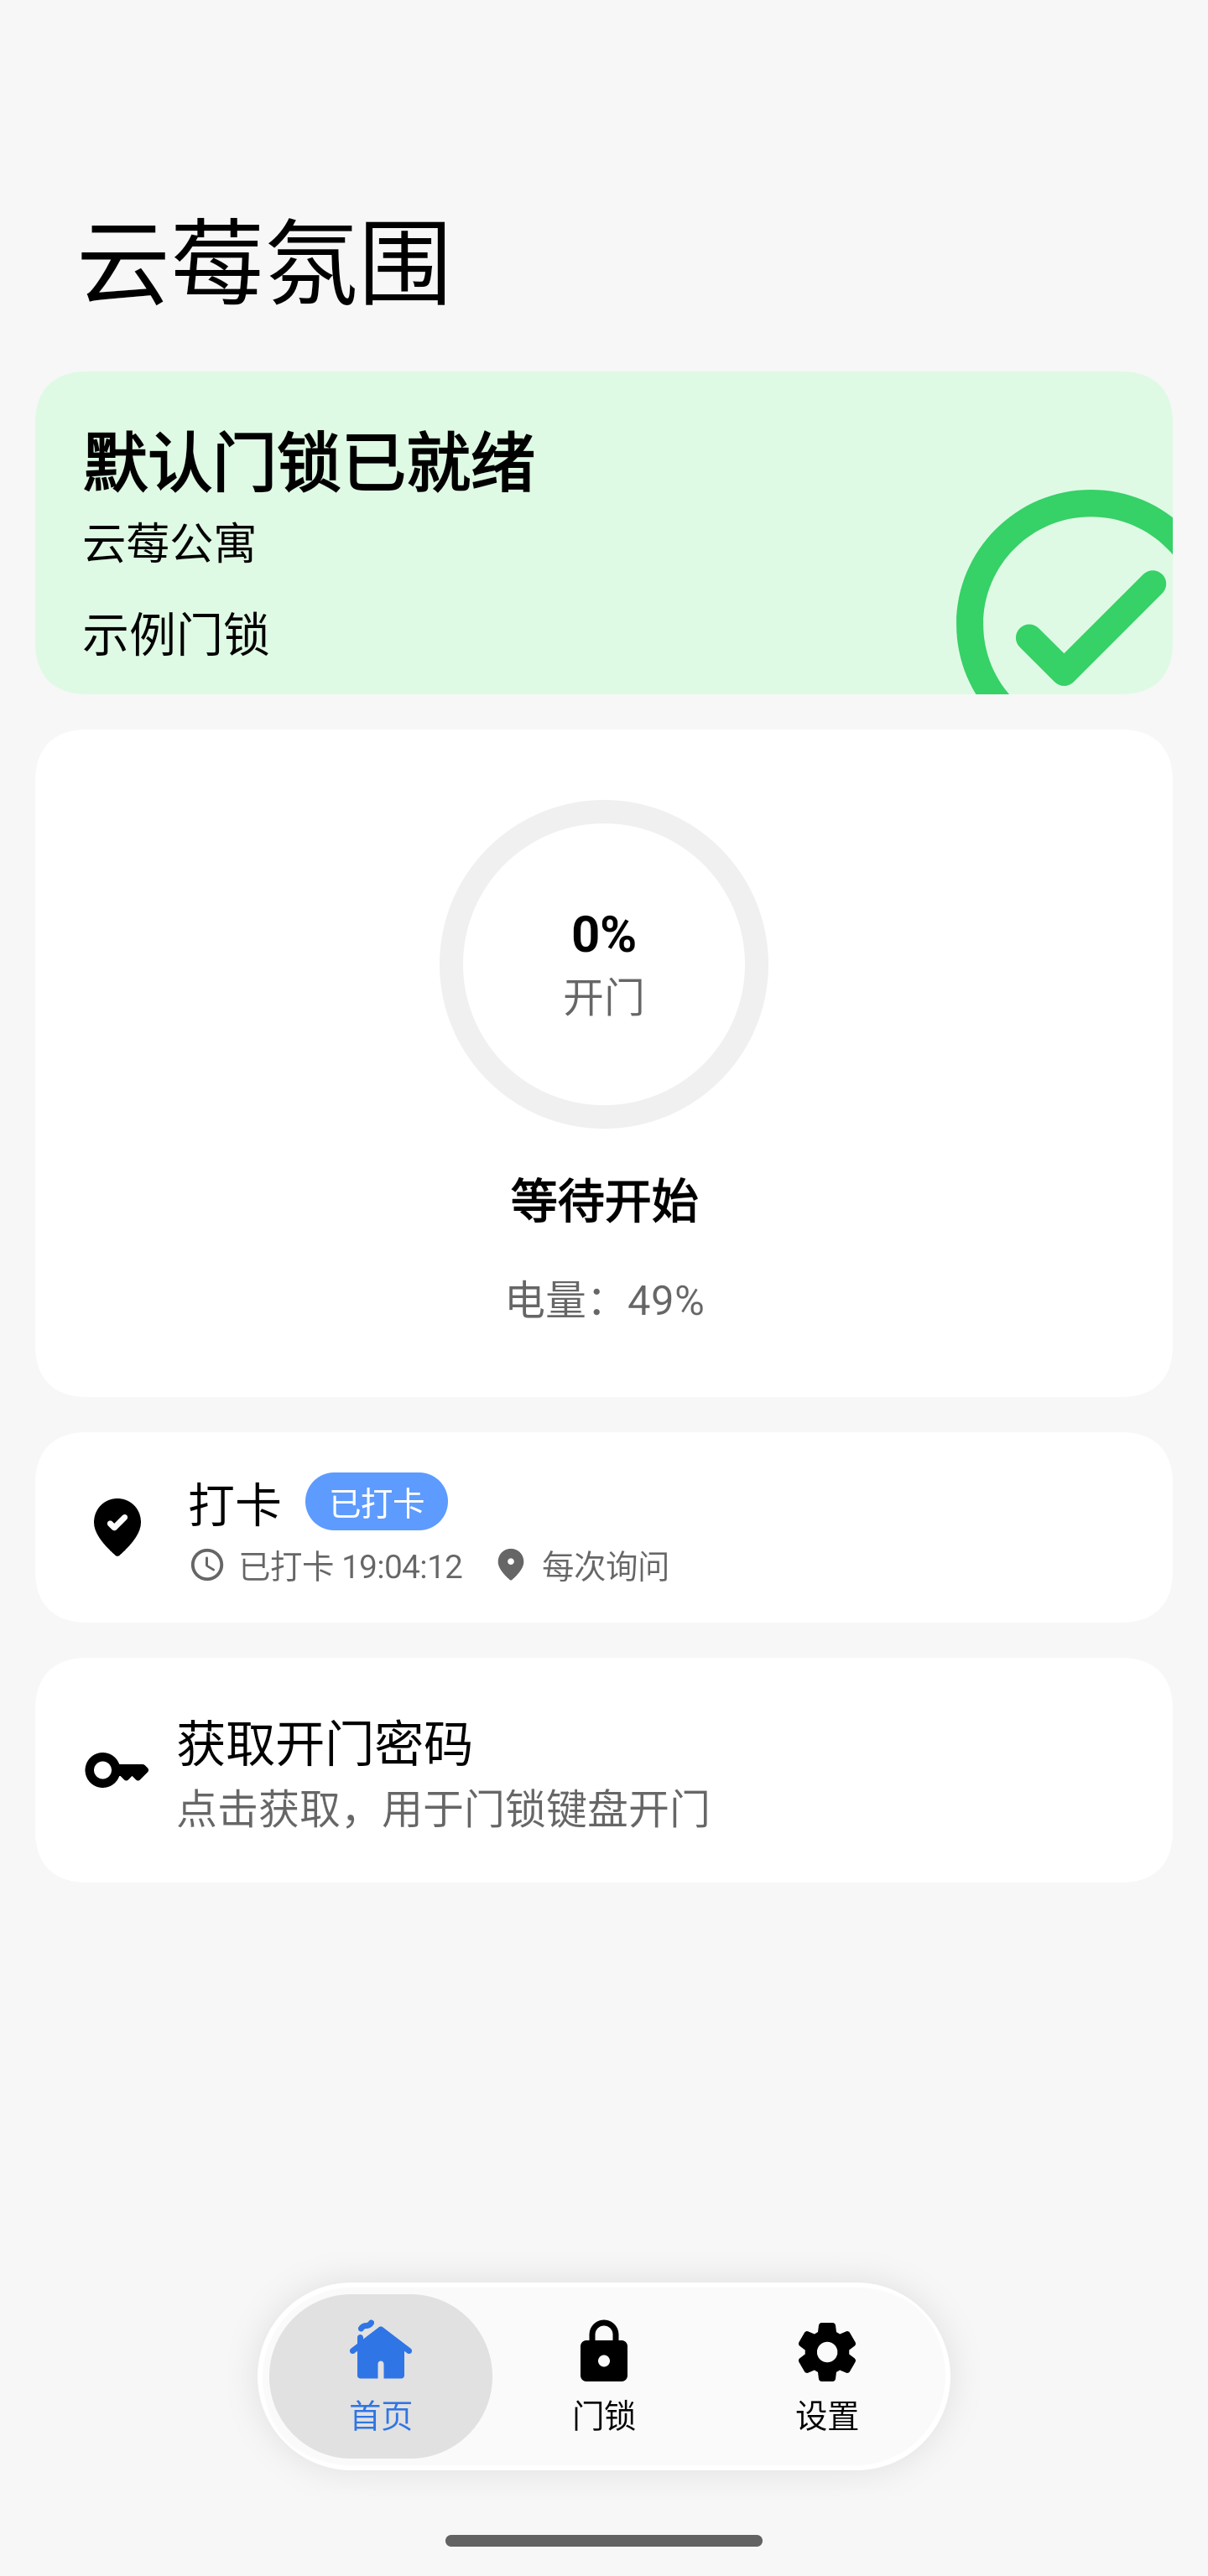 云莓氛围
默认门锁已就绪
云莓公寓
示例门锁
0%
开门
等待开始
电量：49%
打卡 已打卡
已打卡 19:04:12 每次询问
获取开门密码
点击获取，用于门锁键盘开门
首页 门锁 设置